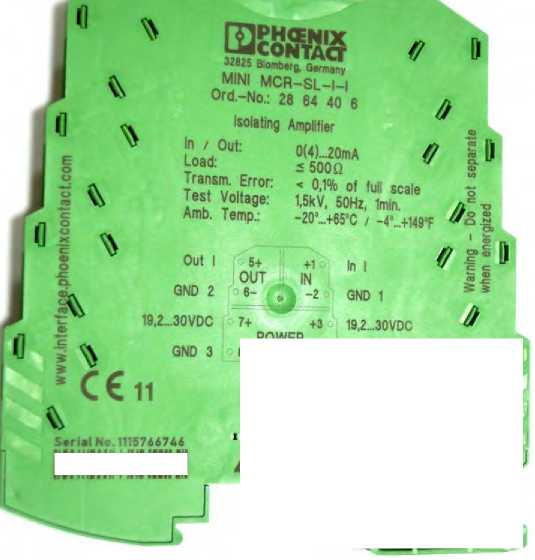 PHŒNIX
CONTACT
32825 Blomberg, Germany
MINI MCR-SL-I-I
Ord.-No.: 28 64 40 6
Isolating Amplifier
In / Out: 0(4)...20mA
Load: ≤ 500Ω
Transm. Error: < 0,1% of full scale
Test Voltage: 1,5kV, 50Hz, 1min.
Amb. Temp.: -20°...+65°C / -4°...+149°F
Out I 5+ +1 In I
OUT IN
GND 2 6- -2 GND 1
19,2...30VDC 7+ +3 19,2...30VDC
POWER
GND 3
CE 11
Serial No. 1115766746
www.interface.phoenixcontact.com
Warning - Do not separate
when energized